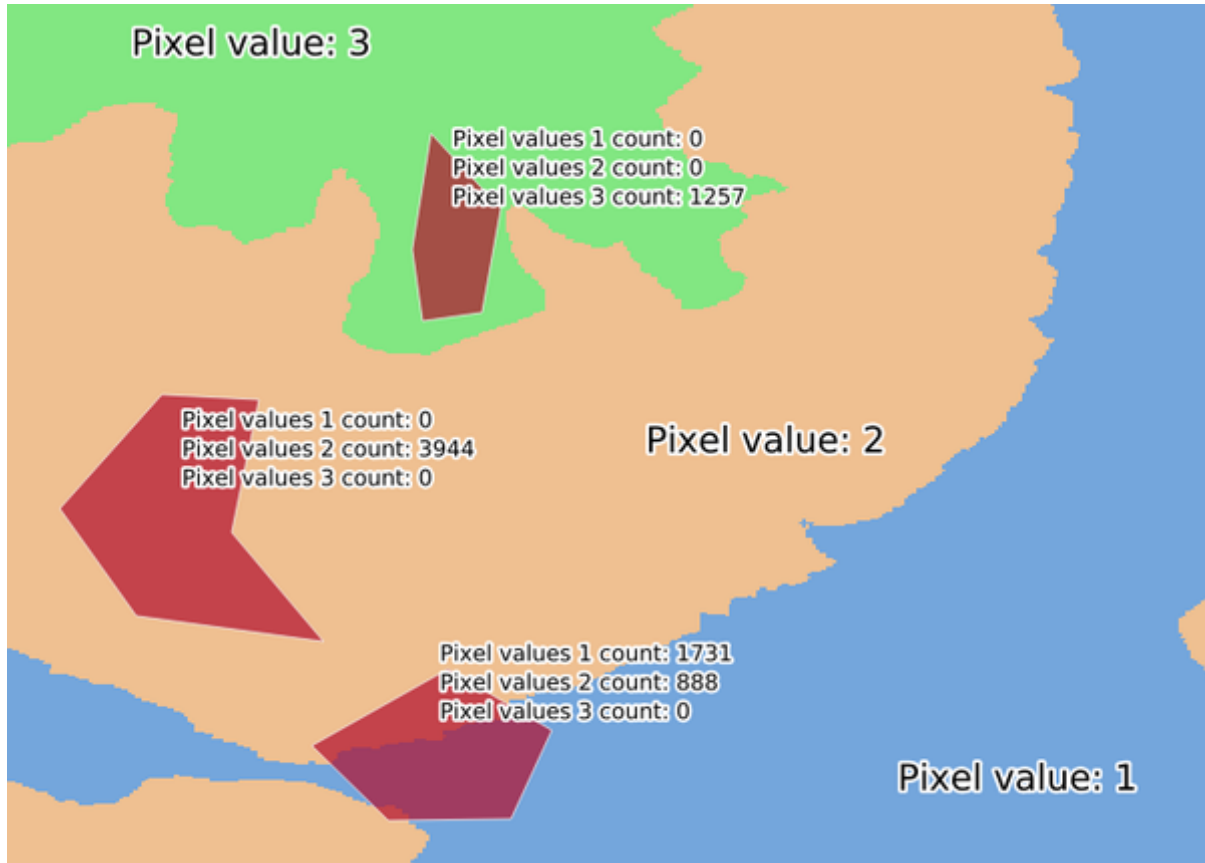 Pixel value: 3
Pixel values 1 count: 0
Pixel values 2 count: 0
Pixel values 3 count: 1257
Pixel values 1 count: 0
Pixel values 2 count: 3944
Pixel values 3 count: 0
Pixel value: 2
Pixel values 1 count: 1731
Pixel values 2 count: 888
Pixel values 3 count: 0
Pixel value: 1